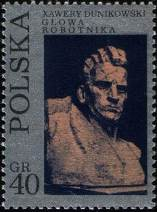 POLSKA
XAWERY DUNIKOWSKI
GŁOWA
ROBOTNIKA
GR
40